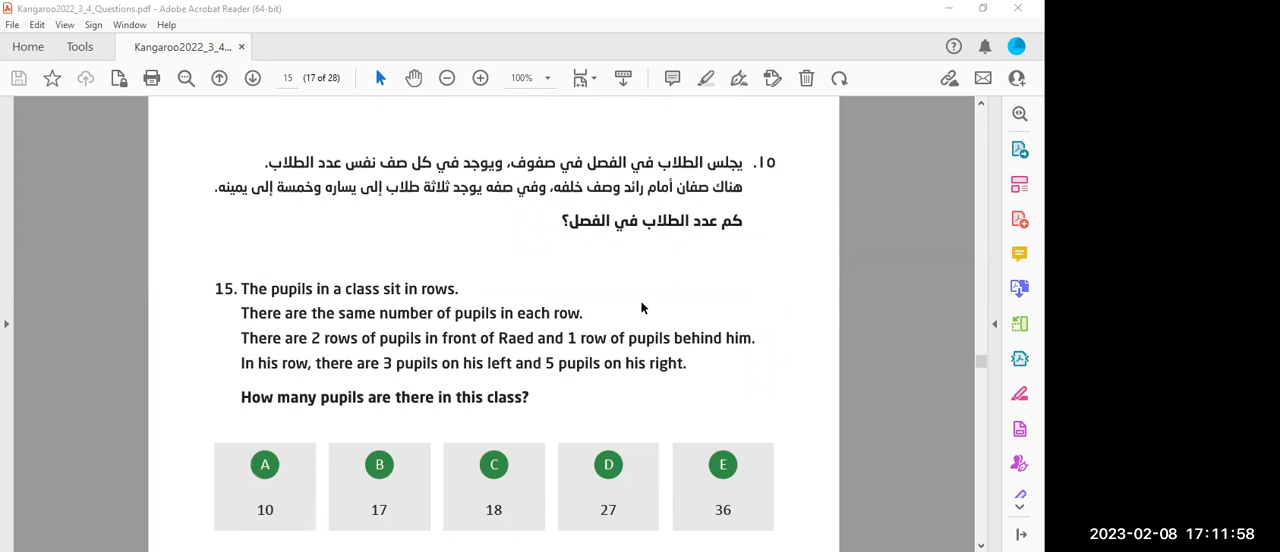 Kangaroo2022_3_4_Questions.pdf - Adobe Acrobat Reader (64-bit)
File Edit View Sign Window Help
Home Tools Kangaroo2022_3_4... ×
15 (17 of 28) 100%
١٥. يجلس الطلاب في الفصل في صفوف، ويوجد في كل صف نفس عدد الطلاب.
هناك صفان أمام رائد وصف خلفه، وفي صفه يوجد ثلاثة طلاب إلى يساره وخمسة إلى يمينه.
كم عدد الطلاب في الفصل؟
15. The pupils in a class sit in rows.
There are the same number of pupils in each row.
There are 2 rows of pupils in front of Raed and 1 row of pupils behind him.
In his row, there are 3 pupils on his left and 5 pupils on his right.
How many pupils are there in this class?
A B C D E
10 17 18 27 36
2023-02-08 17:11:58